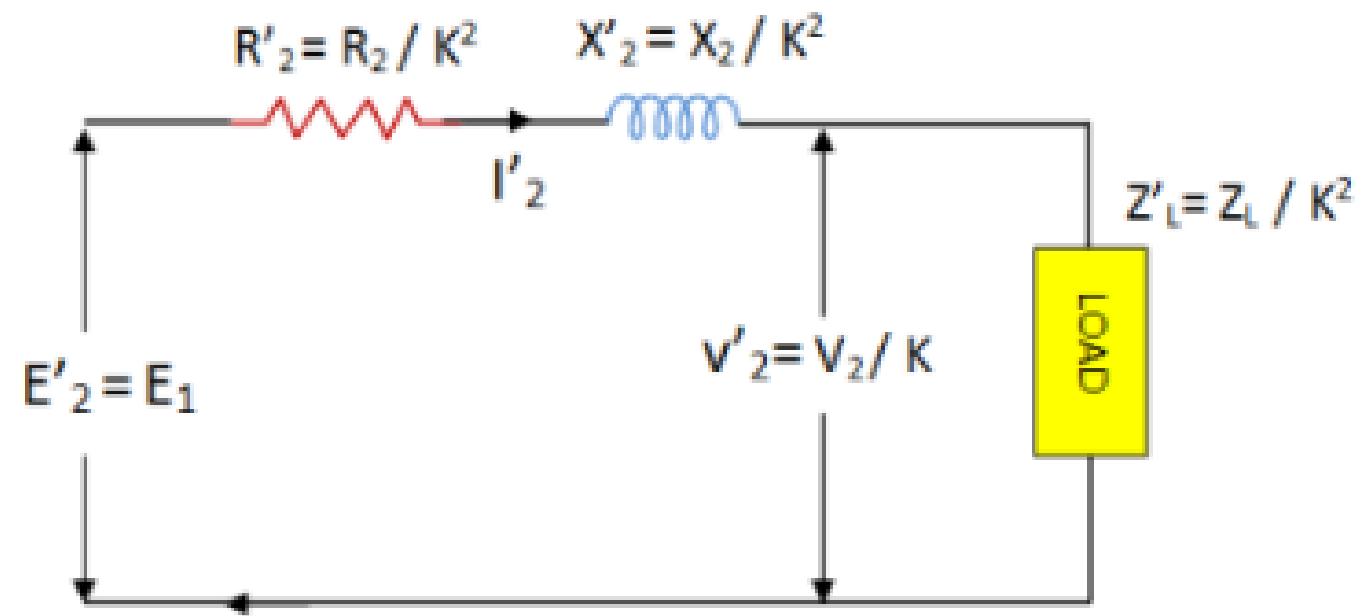 R'₂= R₂ / K²
X'₂= X₂ / K²
I'₂
Z'L= ZL / K²
LOAD
v'₂= V₂/ K
E'₂= E₁